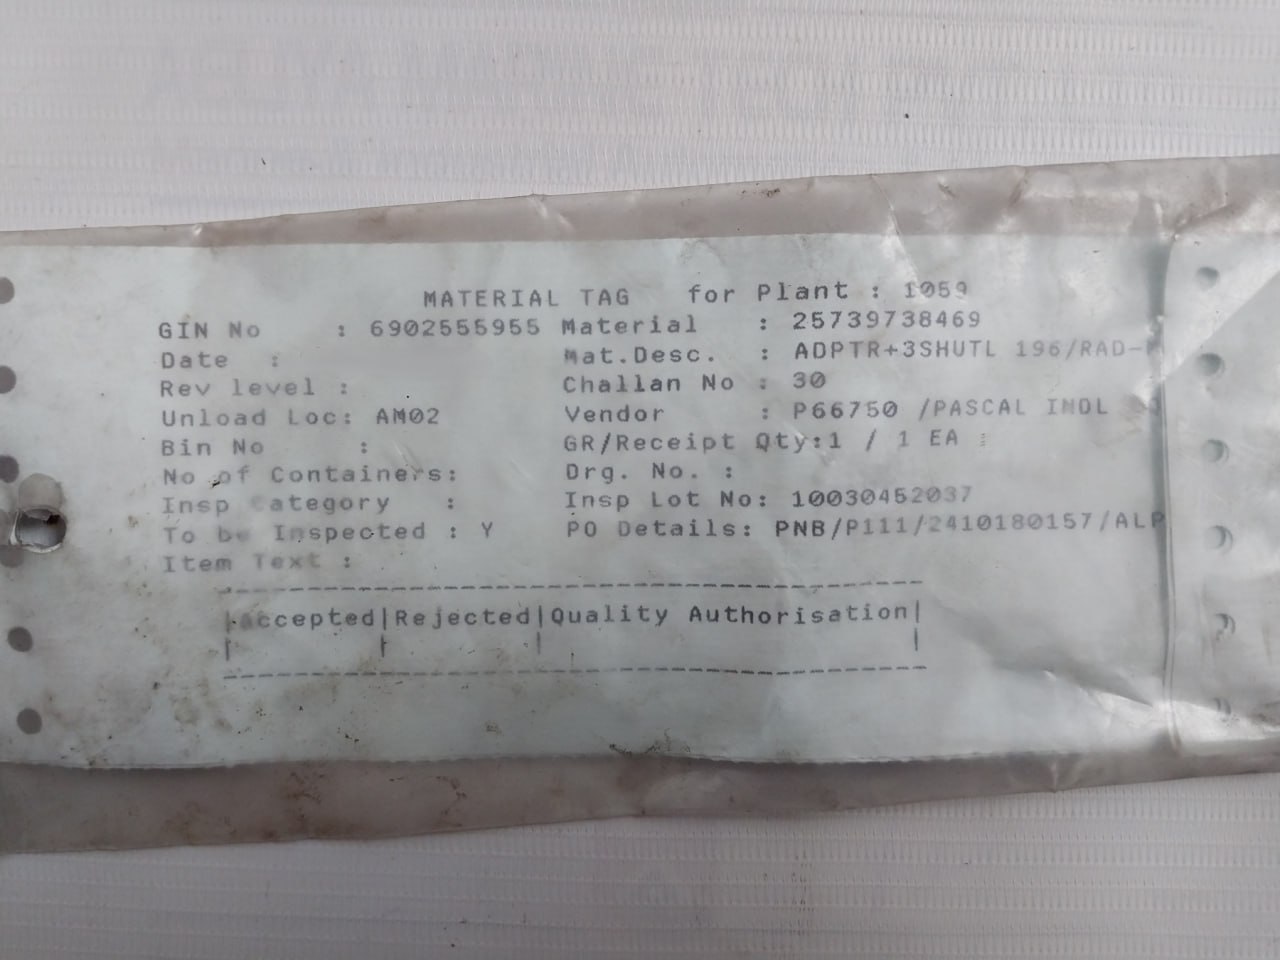 MATERIAL TAG for Plant : 1059
GIN No : 6902555955 Material : 25739738469
Date : Mat.Desc. : ADPTR+3SHUTL 196/RAD-
Rev level : Challan No : 30
Unload Loc: AM02 Vendor : P66750 /PASCAL INDL
Bin No : GR/Receipt Qty:1 / 1 EA
No of Containers: Drg. No. :
Insp Category : Insp Lot No: 10030452037
To be Inspected : Y PO Details: PNB/P111/2410180157/ALP
Item Text :
|Accepted|Rejected|Quality Authorisation|